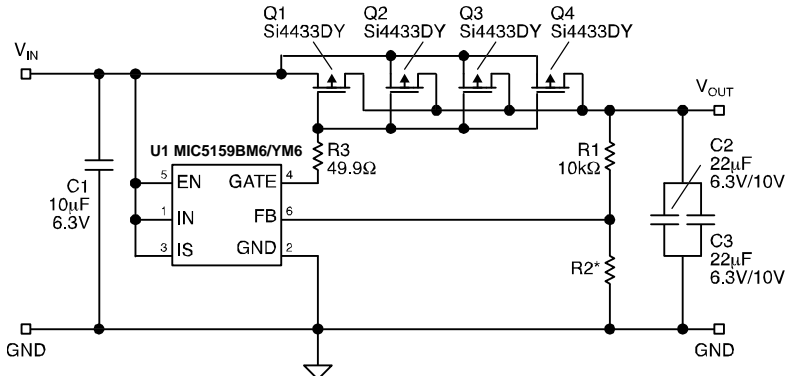 Q1
Si4433DY
Q2
Si4433DY
Q3
Si4433DY
Q4
Si4433DY
VIN
VOUT
U1 MIC5159BM6/YM6
R3
49.9Ω
R1
10kΩ
C2
22µF
6.3V/10V
C1
10µF
6.3V
5
EN
GATE
4
1
IN
FB
6
3
IS
GND
2
C3
22µF
6.3V/10V
R2*
GND
GND